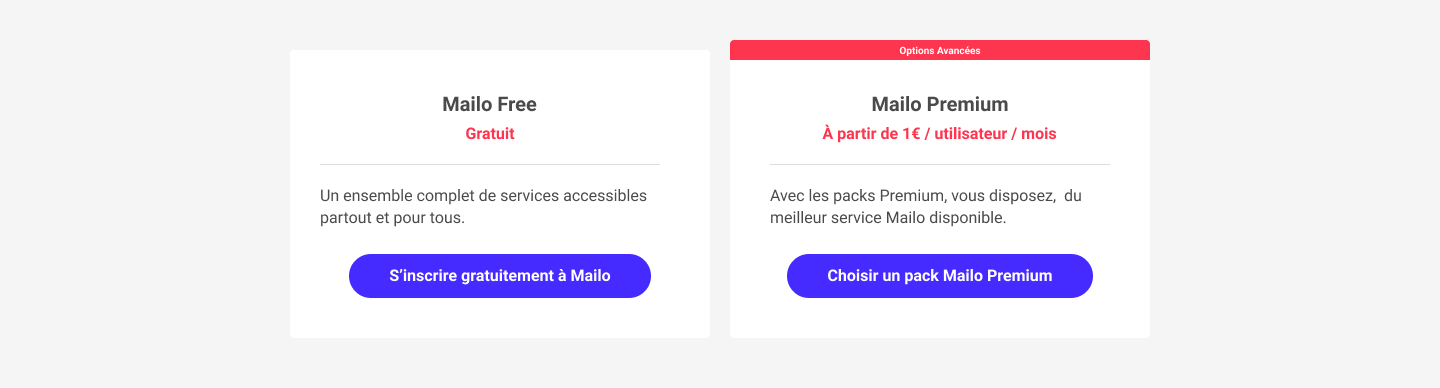 Mailo Free
Gratuit
Un ensemble complet de services accessibles
partout et pour tous.
S’inscrire gratuitement à Mailo
Options Avancées
Mailo Premium
À partir de 1€ / utilisateur / mois
Avec les packs Premium, vous disposez,  du
meilleur service Mailo disponible.
Choisir un pack Mailo Premium